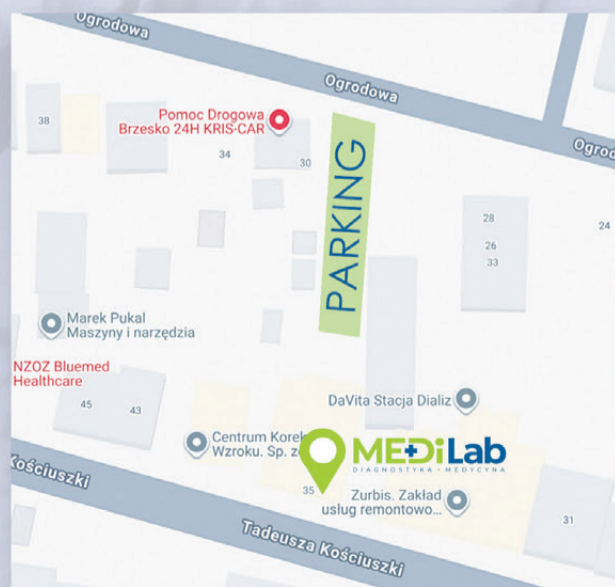 Ogrodowa
Ogrodowa
Ogrod
Pomoc Drogowa
Brzesko 24H KRIS-CAR
38
34
30
PARKING
28
26
33
24
Marek Pukal
Maszyny i narzędzia
NZOZ Bluemed
Healthcare
45
43
DaVita Stacja Dializ
Centrum Korek
Wzroku. Sp. z
MEDiLab
DIAGNOSTYKA • MEDYCYNA
35
Zurbis. Zakład
usług remontowo...
31
Kościuszki
Tadeusza Kościuszki